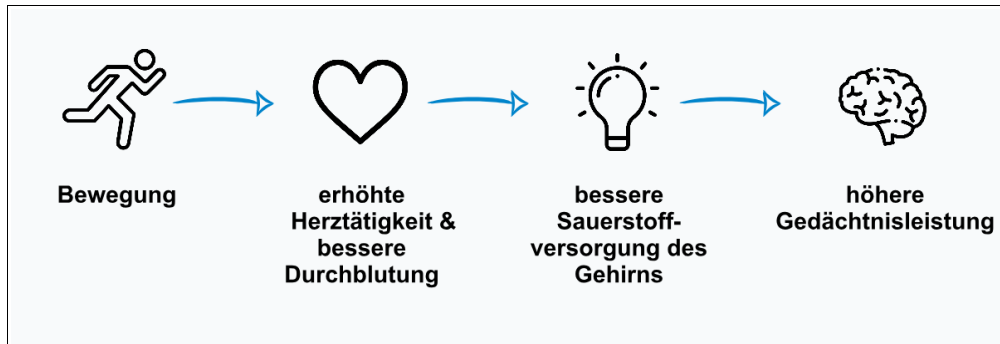 Bewegung
erhöhte
Herztätigkeit &
bessere
Durchblutung
bessere
Sauerstoff-
versorgung des
Gehirns
höhere
Gedächtnisleistung